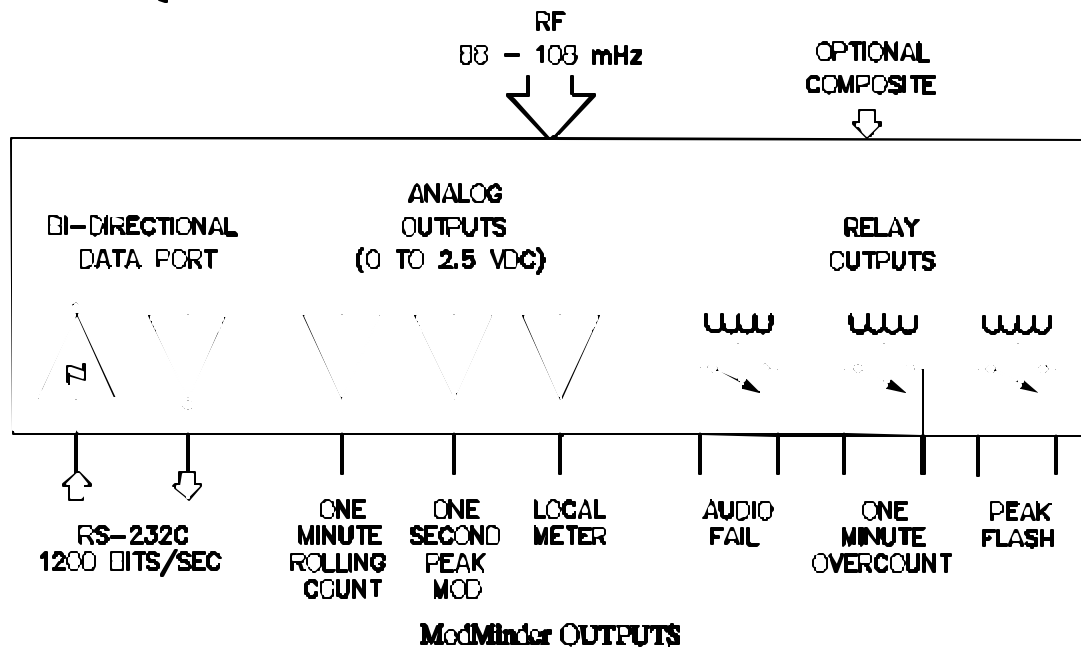 RF
88 - 108 mHz
OPTIONAL
COMPOSITE
BI-DIRECTIONAL
DATA PORT
ANALOG
OUTPUTS
(0 TO 2.5 VDC)
RELAY
OUTPUTS
RS-232C
1200 BITS/SEC
ONE
MINUTE
ROLLING
COUNT
ONE
SECOND
PEAK
MOD
LOCAL
METER
AUDIO
FAIL
ONE
MINUTE
OVERCOUNT
PEAK
FLASH
ModMinder OUTPUTS